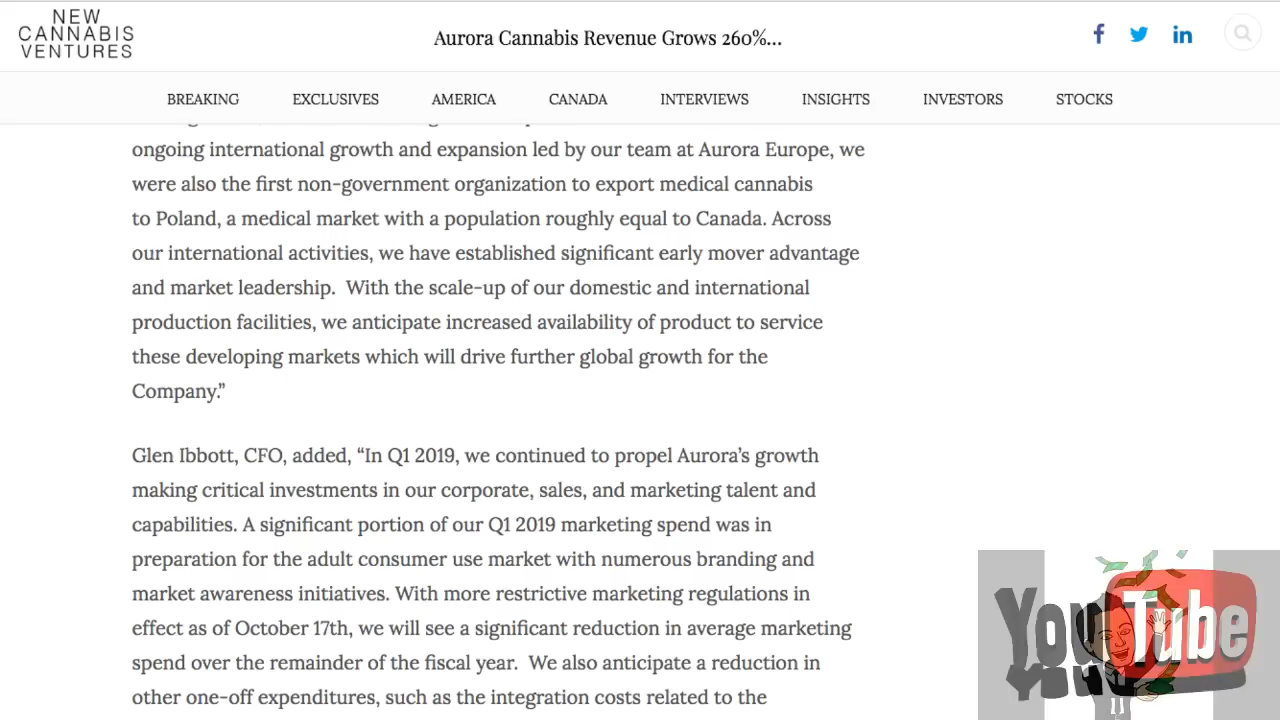 NEW
CANNABIS
VENTURES
Aurora Cannabis Revenue Grows 260%...
BREAKING EXCLUSIVES AMERICA CANADA INTERVIEWS INSIGHTS INVESTORS STOCKS
ongoing international growth and expansion led by our team at Aurora Europe, we
were also the first non-government organization to export medical cannabis
to Poland, a medical market with a population roughly equal to Canada. Across
our international activities, we have established significant early mover advantage
and market leadership.  With the scale-up of our domestic and international
production facilities, we anticipate increased availability of product to service
these developing markets which will drive further global growth for the
Company.”
Glen Ibbott, CFO, added, “In Q1 2019, we continued to propel Aurora’s growth
making critical investments in our corporate, sales, and marketing talent and
capabilities. A significant portion of our Q1 2019 marketing spend was in
preparation for the adult consumer use market with numerous branding and
market awareness initiatives. With more restrictive marketing regulations in
effect as of October 17th, we will see a significant reduction in average marketing
spend over the remainder of the fiscal year.  We also anticipate a reduction in
other one-off expenditures, such as the integration costs related to the
YouTube